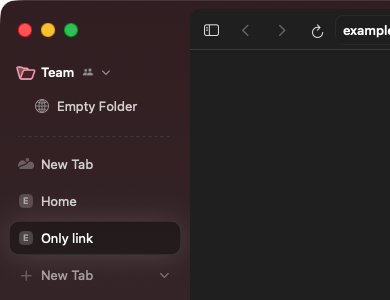 Team
Empty Folder
New Tab
E Home
E Only link
+ New Tab
example